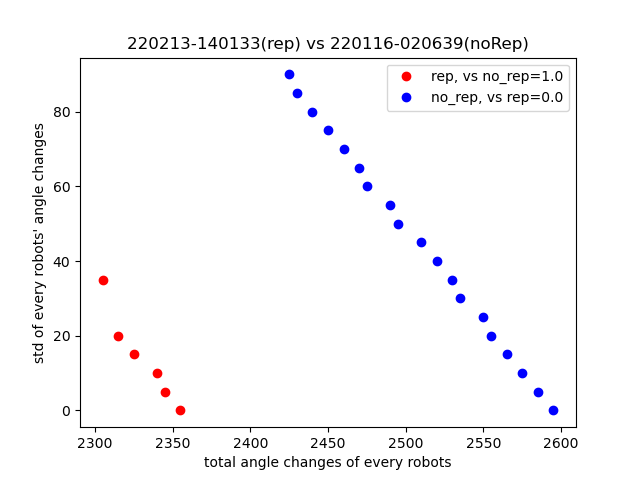 220213-140133(rep) vs 220116-020639(noRep)
rep, vs no_rep=1.0
no_rep, vs rep=0.0
std of every robots' angle changes
80
60
40
20
0
2300 2350 2400 2450 2500 2550 2600
total angle changes of every robots